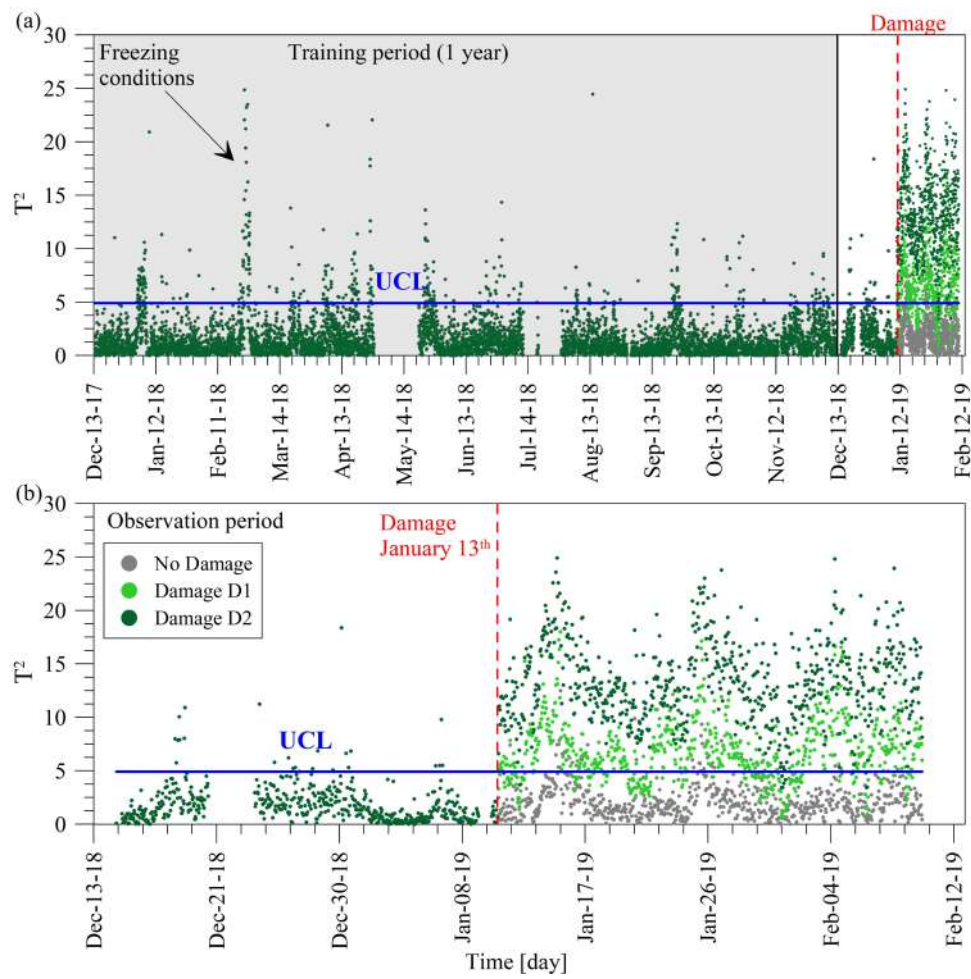 (a)
Damage
30
25
20
15
10
5
0
T²
Freezing
conditions
Training period (1 year)
UCL
Dec-13-17
Jan-12-18
Feb-11-18
Mar-14-18
Apr-13-18
May-14-18
Jun-13-18
Jul-14-18
Aug-13-18
Sep-13-18
Oct-13-18
Nov-12-18
Dec-13-18
Jan-12-19
Feb-12-19
(b)
30
25
20
15
10
5
0
T²
Observation period
No Damage
Damage D1
Damage D2
Damage
January 13th
UCL
Dec-13-18
Dec-21-18
Dec-30-18
Jan-08-19
Jan-17-19
Jan-26-19
Feb-04-19
Feb-12-19
Time [day]